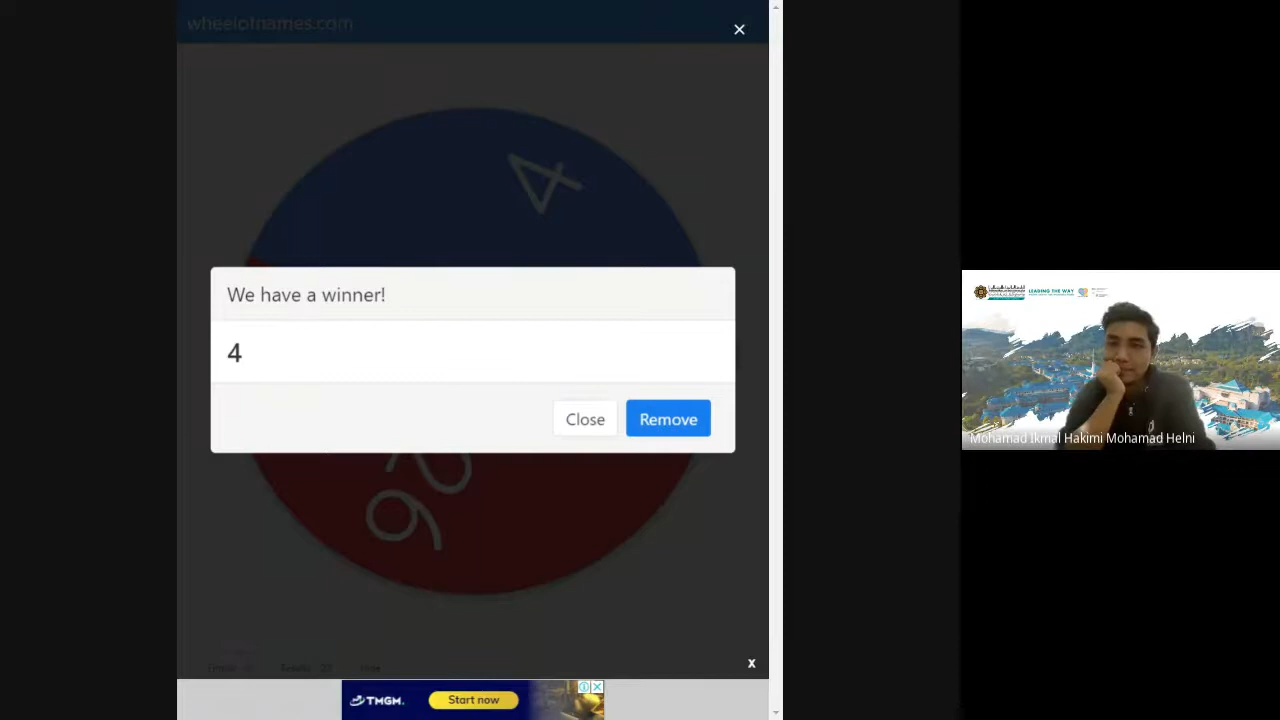 wheelofnames.com
4
We have a winner!
4
Close
Remove
26
x
TMGM.
Start now
LEADING THE WAY
Mohamad Ikmal Hakimi Mohamad Helni